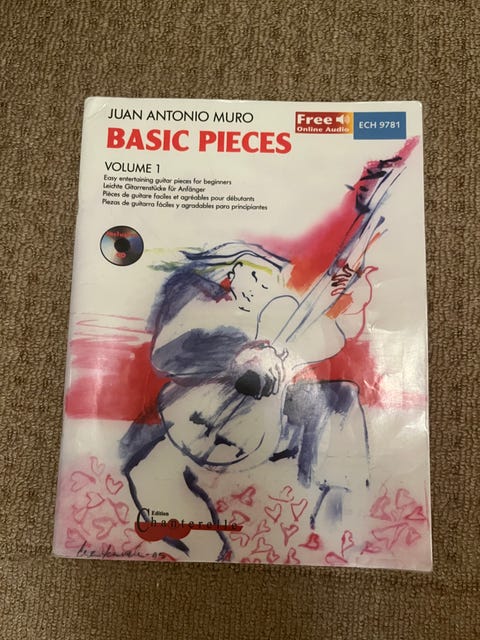 JUAN ANTONIO MURO
Free
Online Audio
ECH 9781
BASIC PIECES
VOLUME 1
Easy entertaining guitar pieces for beginners
Leichte Gitarrenstücke für Anfänger
Pièces de guitare faciles et agréables pour débutants
Piezas de guitarra fáciles y agradables para principiantes
CD
Edition
Chanterelle